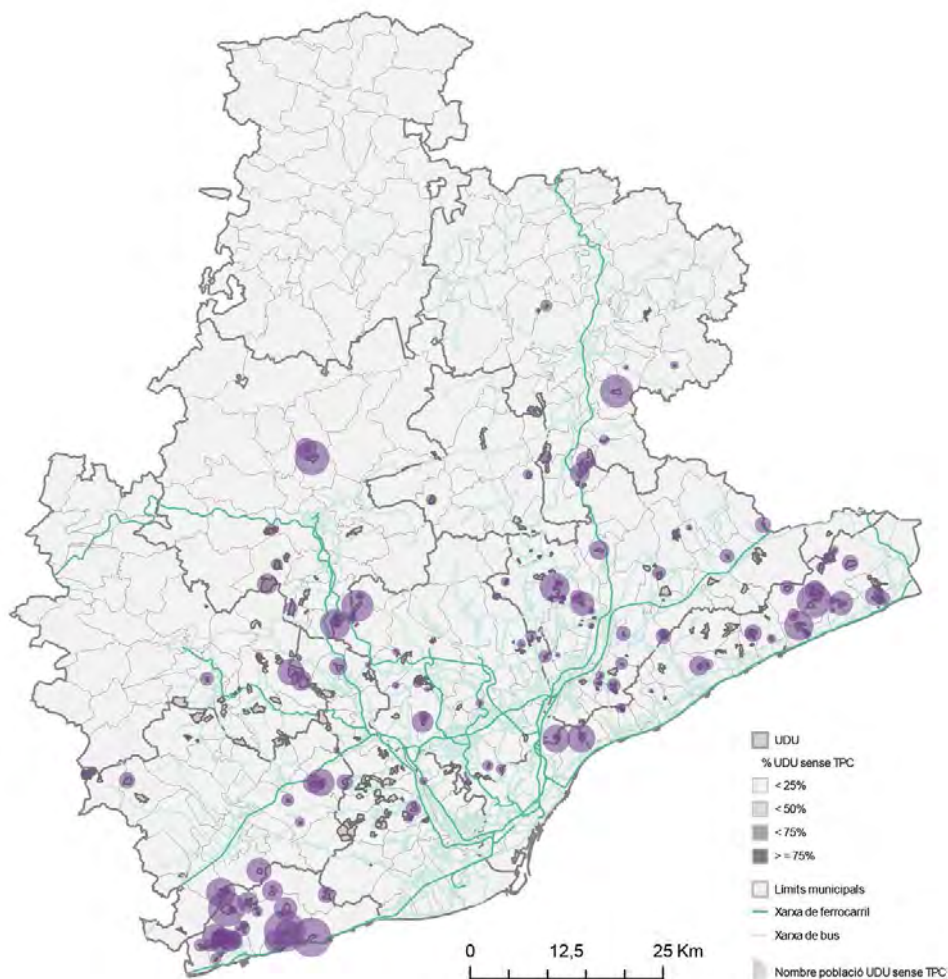 UDU
% UDU sense TPC
< 25%
< 50%
< 75%
> = 75%
Límits municipals
Xarxa de ferrocarril
Xarxa de bus
Nombre població UDU sense TPC
0 12,5 25 Km